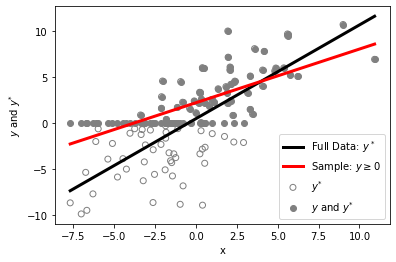 10
5
0
−5
−10
y and y*
−7.5
−5.0
−2.5
0.0
2.5
5.0
7.5
10.0
x
Full Data: y*
Sample: y ≥ 0
y*
y and y*